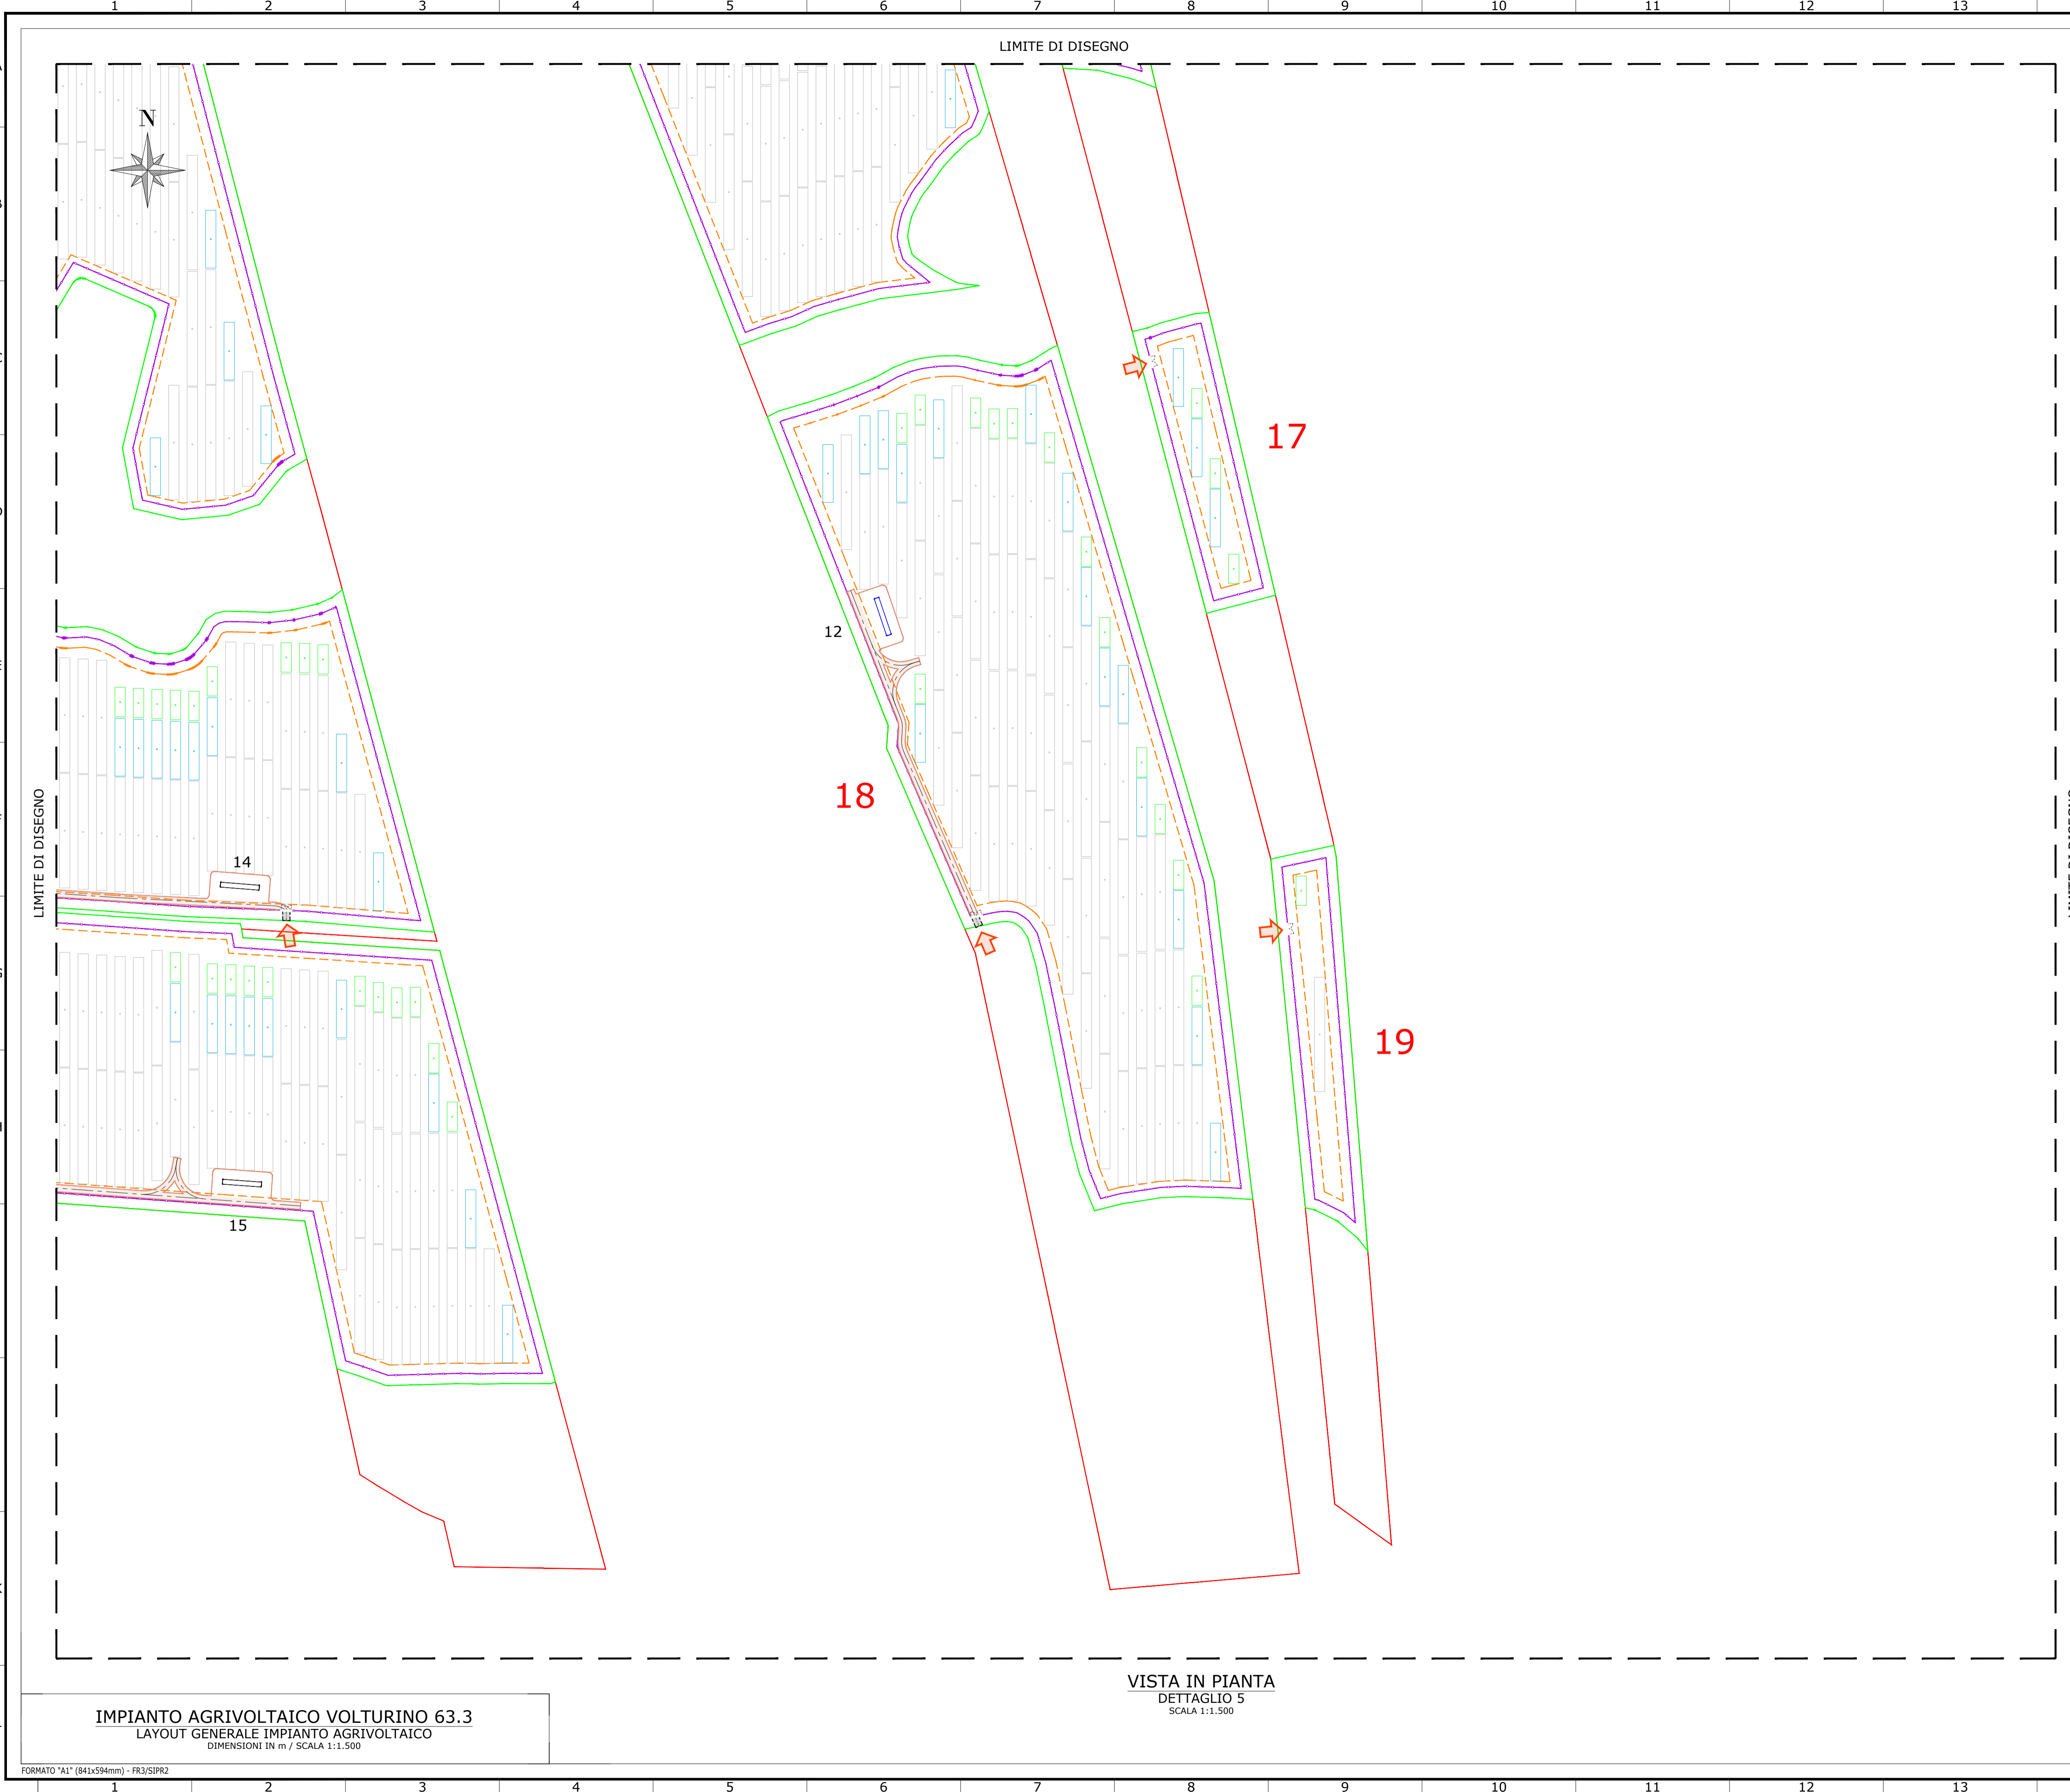 1 2 3 4 5 6 7 8 9 10 11 12 13
LIMITE DI DISEGNO
N
17
12
18
LIMITE DI DISEGNO
14
19
15
VISTA IN PIANTA
DETTAGLIO 5
SCALA 1:1.500
IMPIANTO AGRIVOLTAICO VOLTURINO 63.3
LAYOUT GENERALE IMPIANTO AGRIVOLTAICO
DIMENSIONI IN m / SCALA 1:1.500
FORMATO "A1" (841x594mm) - FR3/SIPR2
1 2 3 4 5 6 7 8 9 10 11 12 13